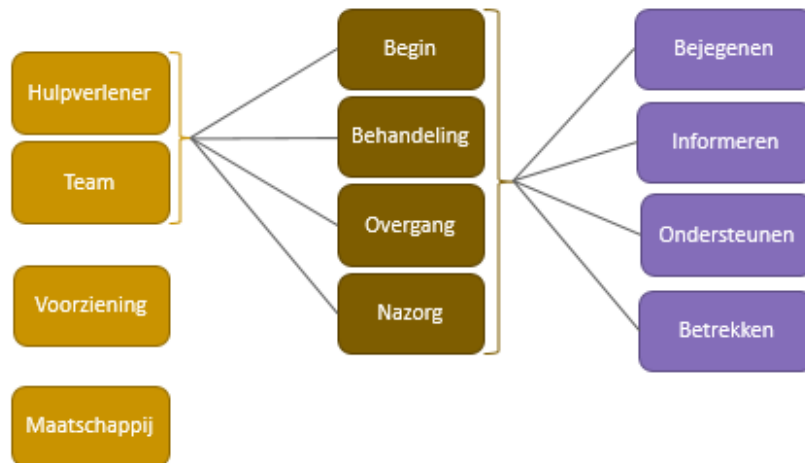 Hulpverlener
Team
Voorziening
Maatschappij
Begin
Behandeling
Overgang
Nazorg
Bejegenen
Informeren
Ondersteunen
Betrekken